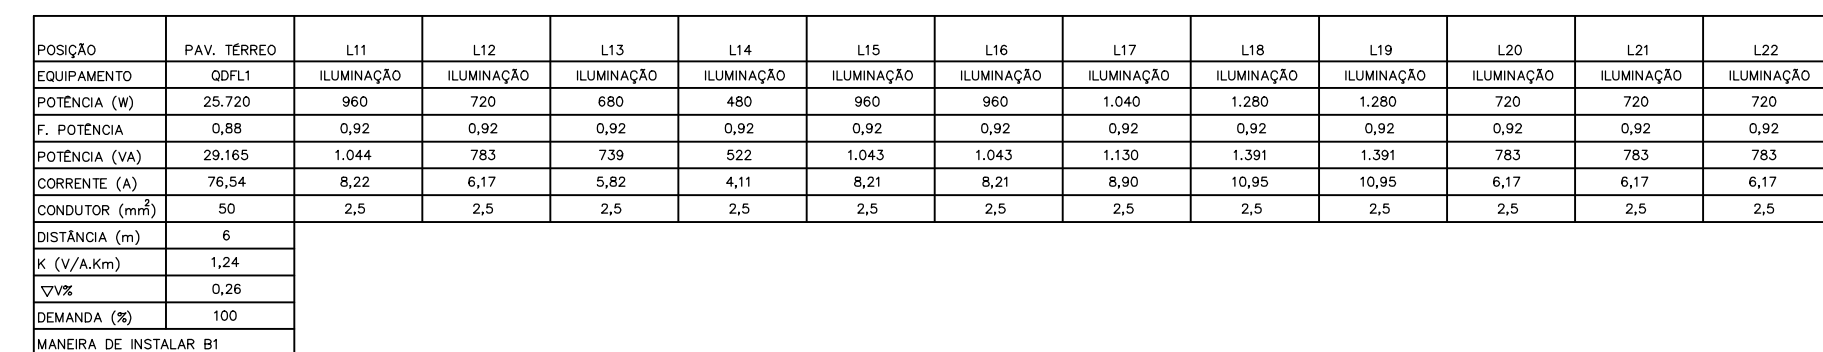 POSIÇÃO PAV. TÉRREO L11 L12 L13 L14 L15 L16 L17 L18 L19 L20 L21 L22
EQUIPAMENTO QDFL1 ILUMINAÇÃO ILUMINAÇÃO ILUMINAÇÃO ILUMINAÇÃO ILUMINAÇÃO ILUMINAÇÃO ILUMINAÇÃO ILUMINAÇÃO ILUMINAÇÃO ILUMINAÇÃO ILUMINAÇÃO ILUMINAÇÃO
POTÊNCIA (W) 25.720 960 720 680 480 960 960 1.040 1.280 1.280 720 720 720
F. POTÊNCIA 0,88 0,92 0,92 0,92 0,92 0,92 0,92 0,92 0,92 0,92 0,92 0,92 0,92
POTÊNCIA (VA) 29.165 1.044 783 739 522 1.043 1.043 1.130 1.391 1.391 783 783 783
CORRENTE (A) 76,54 8,22 6,17 5,82 4,11 8,21 8,21 8,90 10,95 10,95 6,17 6,17 6,17
CONDUTOR (mm²) 50 2,5 2,5 2,5 2,5 2,5 2,5 2,5 2,5 2,5 2,5 2,5 2,5
DISTÂNCIA (m) 6
K (V/A.Km) 1,24
▽V% 0,26
DEMANDA (%) 100
MANEIRA DE INSTALAR B1